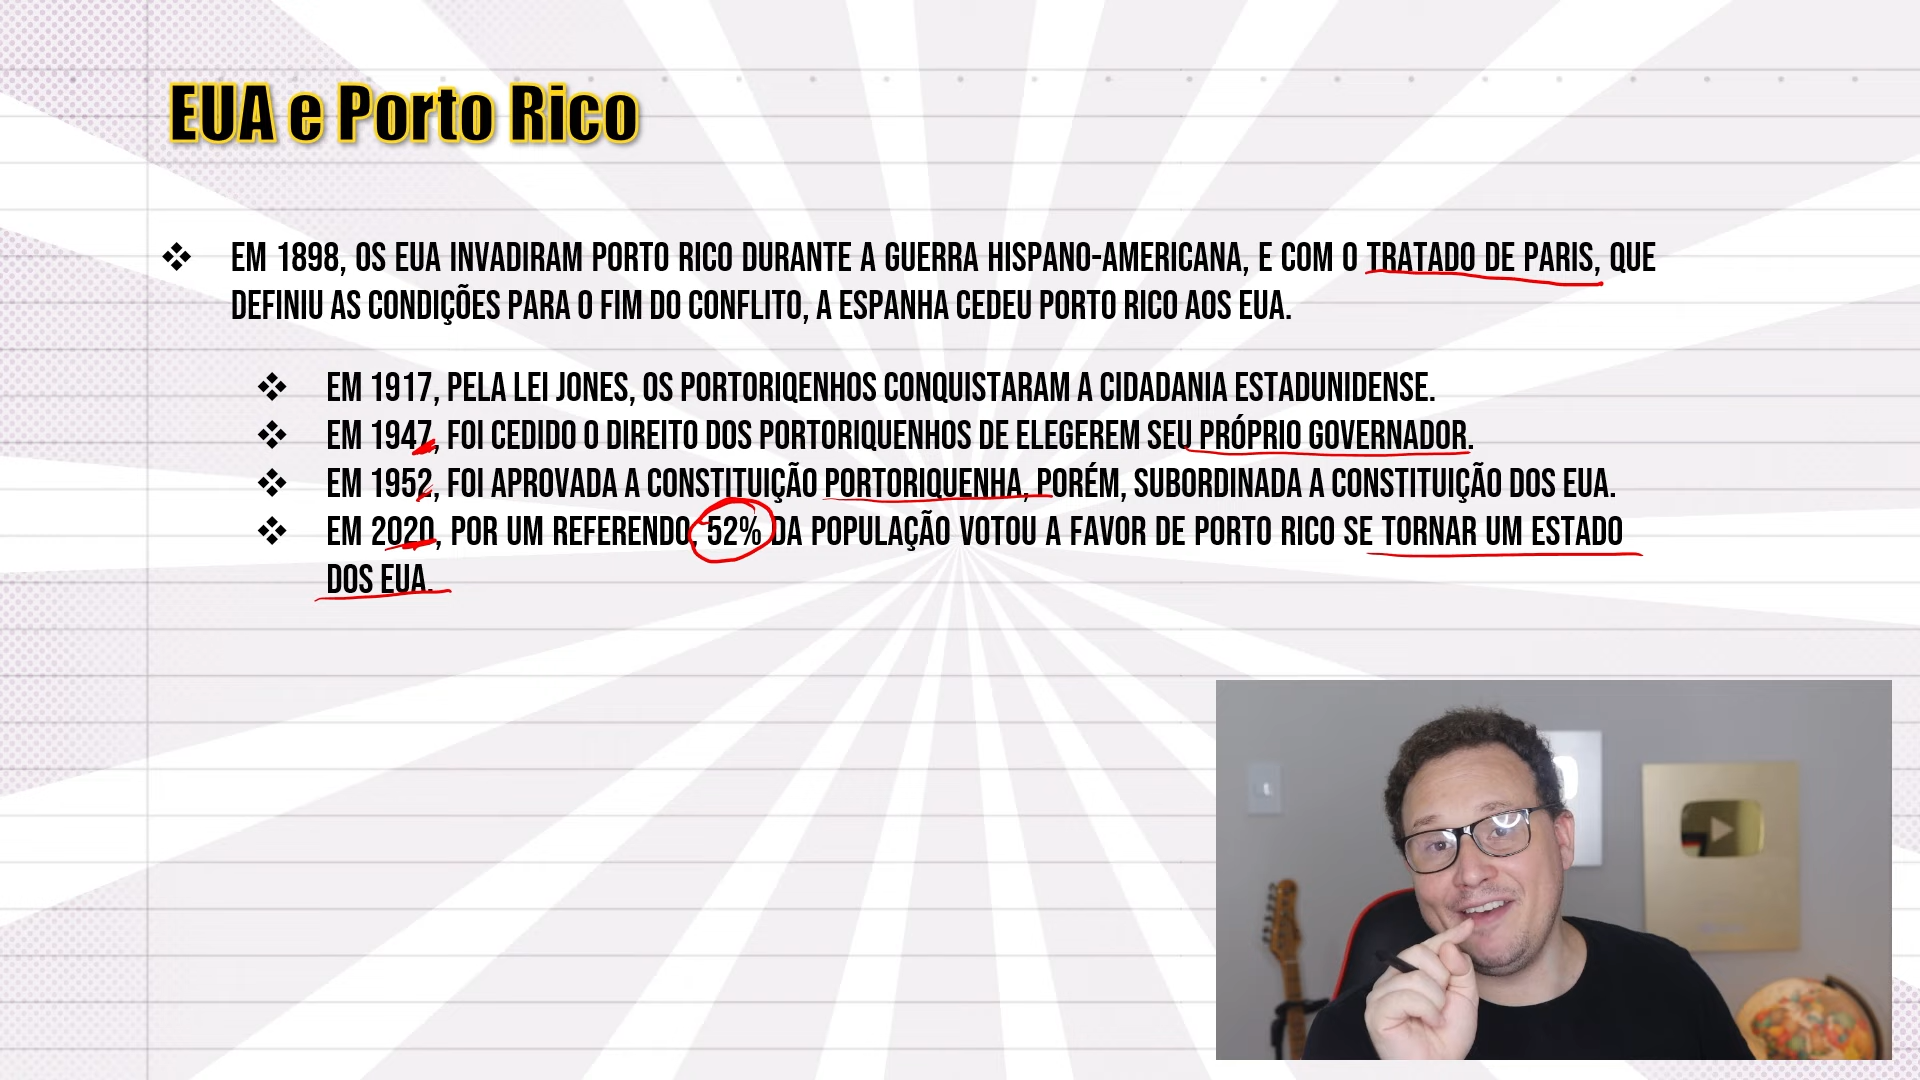 EUA e Porto Rico
EM 1898, OS EUA INVADIRAM PORTO RICO DURANTE A GUERRA HISPANO-AMERICANA, E COM O TRATADO DE PARIS, QUE
DEFINIU AS CONDIÇÕES PARA O FIM DO CONFLITO, A ESPANHA CEDEU PORTO RICO AOS EUA.
EM 1917, PELA LEI JONES, OS PORTORIQENHOS CONQUISTARAM A CIDADANIA ESTADUNIDENSE.
EM 1947, FOI CEDIDO O DIREITO DOS PORTORIQUENHOS DE ELEGEREM SEU PRÓPRIO GOVERNADOR.
EM 1952, FOI APROVADA A CONSTITUIÇÃO PORTORIQUENHA, PORÉM, SUBORDINADA A CONSTITUIÇÃO DOS EUA.
EM 2020, POR UM REFERENDO, 52% DA POPULAÇÃO VOTOU A FAVOR DE PORTO RICO SE TORNAR UM ESTADO
DOS EUA.